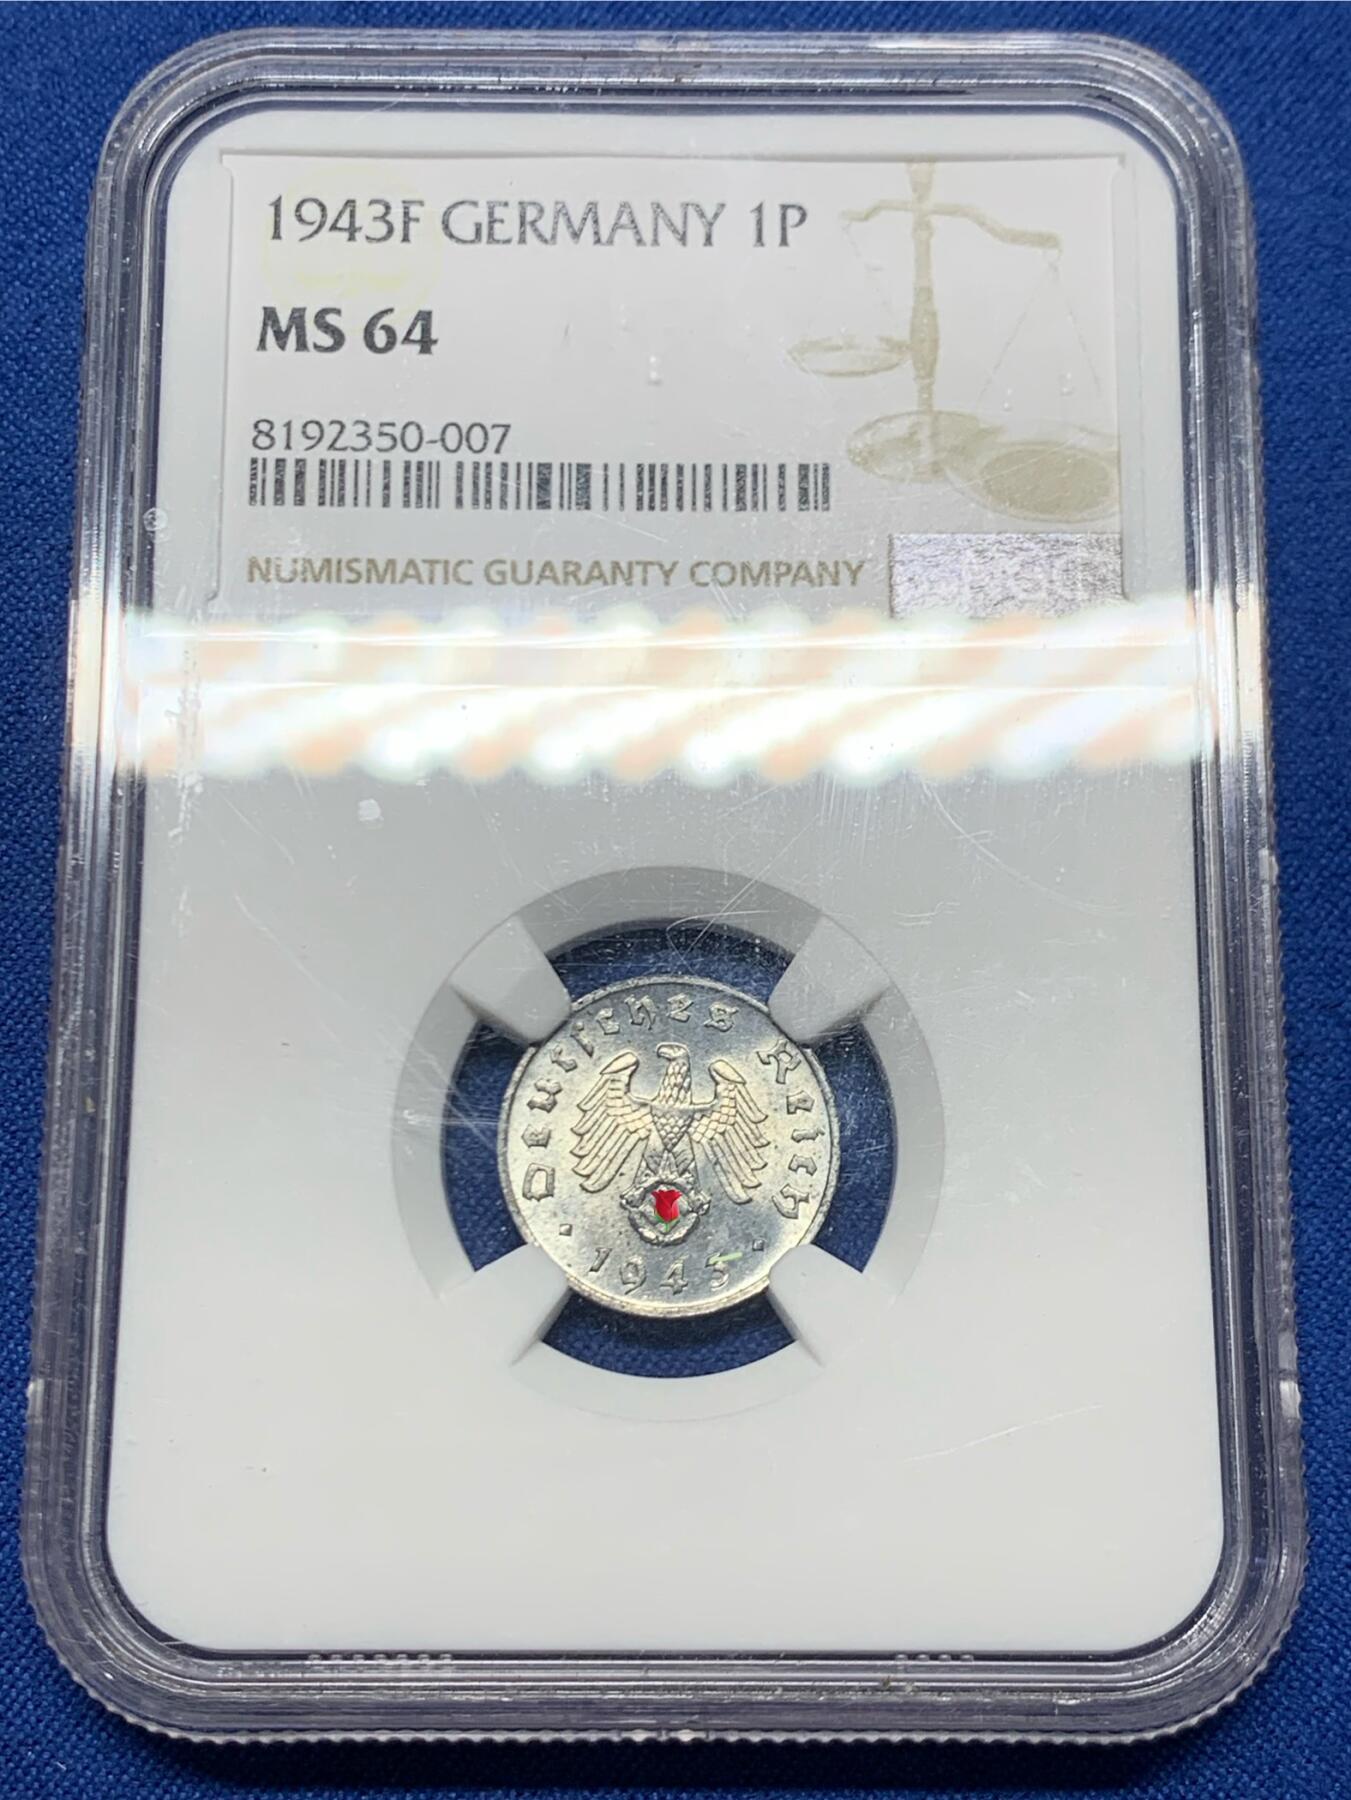 1943F GERMANY 1P
MS 64
8192350-007
NUMISMATIC GUARANTY COMPANY
Deutsches Reich
1943